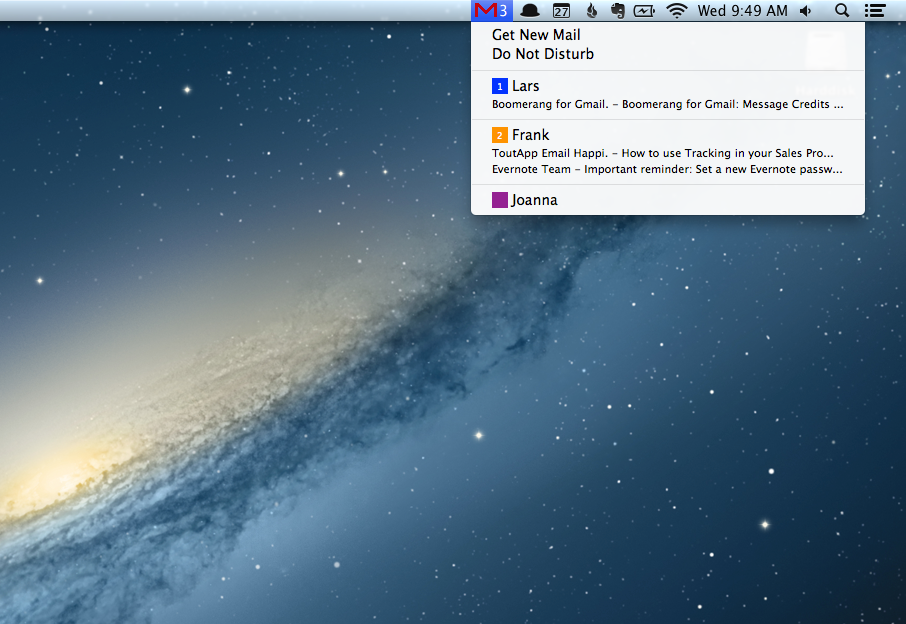 M 3 27 Wed 9:49 AM
Get New Mail
Do Not Disturb
1 Lars
Boomerang for Gmail. – Boomerang for Gmail: Message Credits ...
2 Frank
ToutApp Email Happi. – How to use Tracking in your Sales Pro...
Evernote Team – Important reminder: Set a new Evernote passw...
Joanna